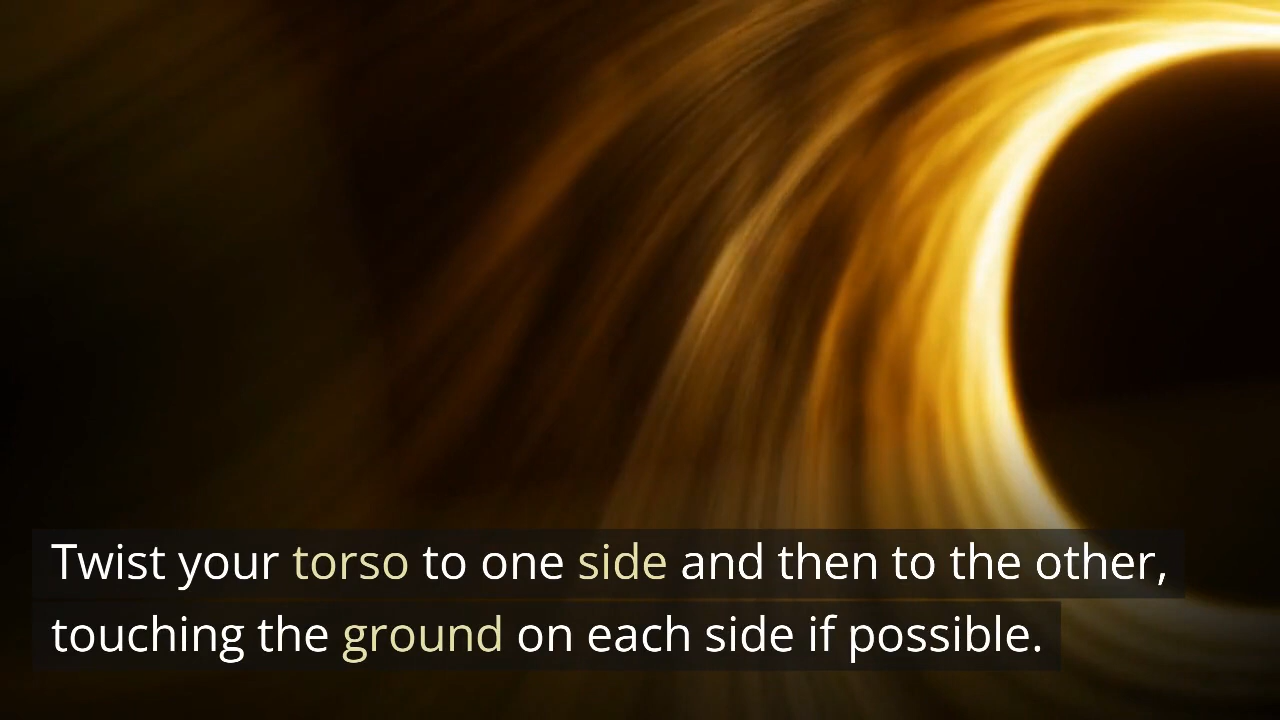 Twist your torso to one side and then to the other,
touching the ground on each side if possible.